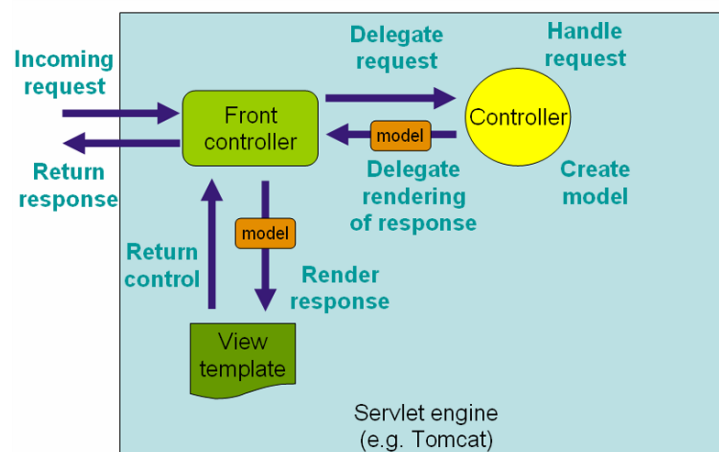 Incoming
request
Return
response
Front
controller
Delegate
request
Handle
request
Controller
model
Delegate
rendering
of response
Create
model
Return
control
model
Render
response
View
template
Servlet engine
(e.g. Tomcat)